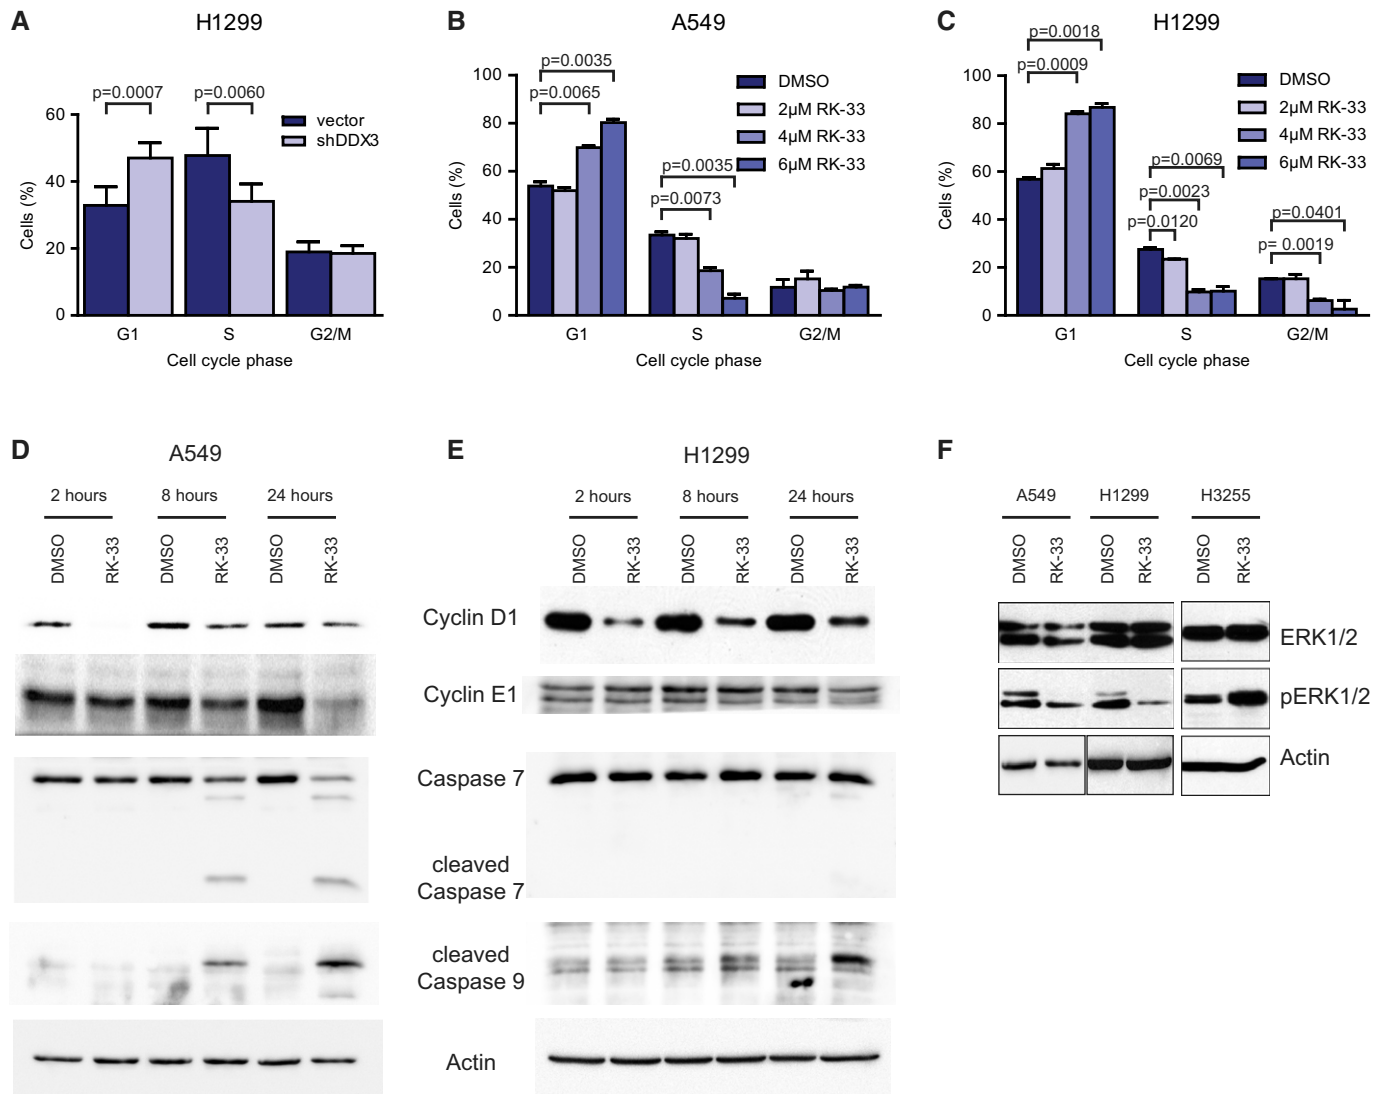 A
H1299
p=0.0007
p=0.0060
vector
shDDX3
Cells (%)
60
40
20
0
G1
S
G2/M
Cell cycle phase
B
A549
p=0.0035
p=0.0065
p=0.0035
p=0.0073
DMSO
2µM RK-33
4µM RK-33
6µM RK-33
Cells (%)
100
80
60
40
20
0
G1
S
G2/M
Cell cycle phase
C
H1299
p=0.0018
p=0.0009
p=0.0069
p=0.0023
p=0.0120
p=0.0401
p= 0.0019
DMSO
2µM RK-33
4µM RK-33
6µM RK-33
Cells (%)
100
80
60
40
20
0
G1
S
G2/M
Cell cycle phase
D
A549
2 hours
8 hours
24 hours
DMSO
RK-33
DMSO
RK-33
DMSO
RK-33
E
H1299
2 hours
8 hours
24 hours
DMSO
RK-33
DMSO
RK-33
DMSO
RK-33
Cyclin D1
Cyclin E1
Caspase 7
cleaved
Caspase 7
cleaved
Caspase 9
Actin
F
A549
H1299
H3255
DMSO
RK-33
DMSO
RK-33
DMSO
RK-33
ERK1/2
pERK1/2
Actin